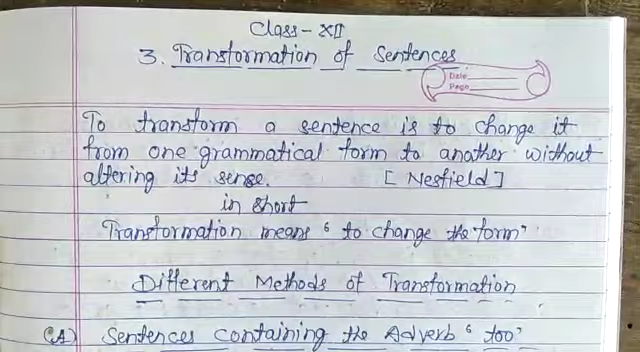 Class - XII
3. Transformation of Sentences
Date
Page
To transform a sentence is to change it
from one grammatical form to another without
altering its sense. [ Nesfield ]
in short
Transformation means ‘ to change the form ’
Different Methods of Transformation
(A) Sentences containing the Adverb ‘ too ’